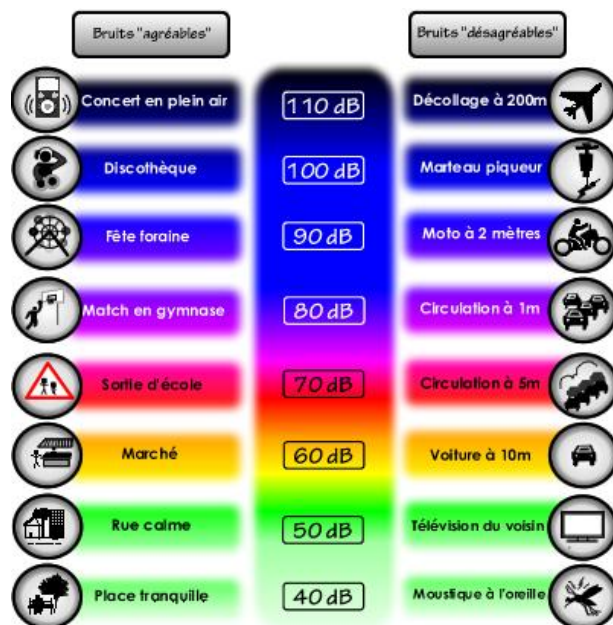 Bruits "agréables"
Bruits "désagréables"
Concert en plein air
110 dB
Décollage à 200m
Discothèque
100 dB
Marteau piqueur
Fête foraine
90 dB
Moto à 2 mètres
Match en gymnase
80 dB
Circulation à 1m
Sortie d'école
70 dB
Circulation à 5m
Marché
60 dB
Voiture à 10m
Rue calme
50 dB
Télévision du voisin
Place tranquille
40 dB
Moustique à l'oreille